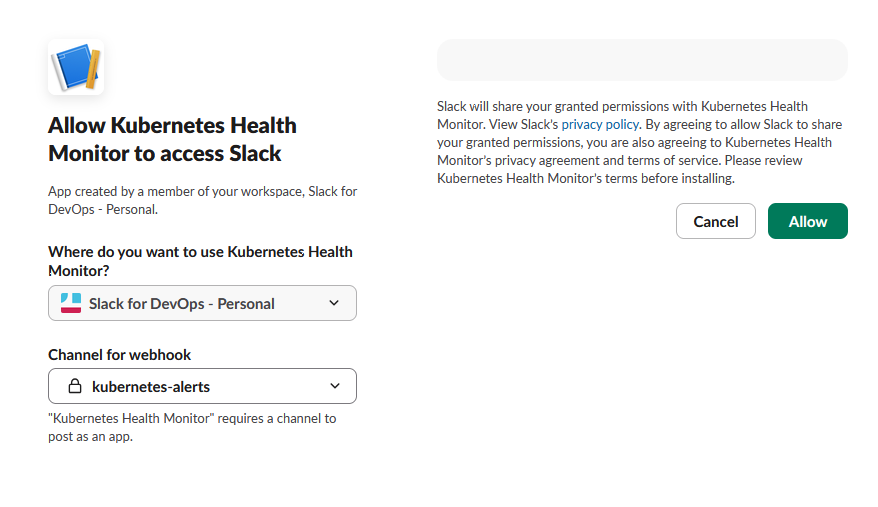 Allow Kubernetes Health
Monitor to access Slack
App created by a member of your workspace, Slack for
DevOps - Personal.
Where do you want to use Kubernetes Health
Monitor?
Slack for DevOps - Personal
Channel for webhook
kubernetes-alerts
"Kubernetes Health Monitor" requires a channel to
post as an app.
Slack will share your granted permissions with Kubernetes Health
Monitor. View Slack's privacy policy. By agreeing to allow Slack to share
your granted permissions, you are also agreeing to Kubernetes Health
Monitor's privacy agreement and terms of service. Please review
Kubernetes Health Monitor's terms before installing.
Cancel
Allow